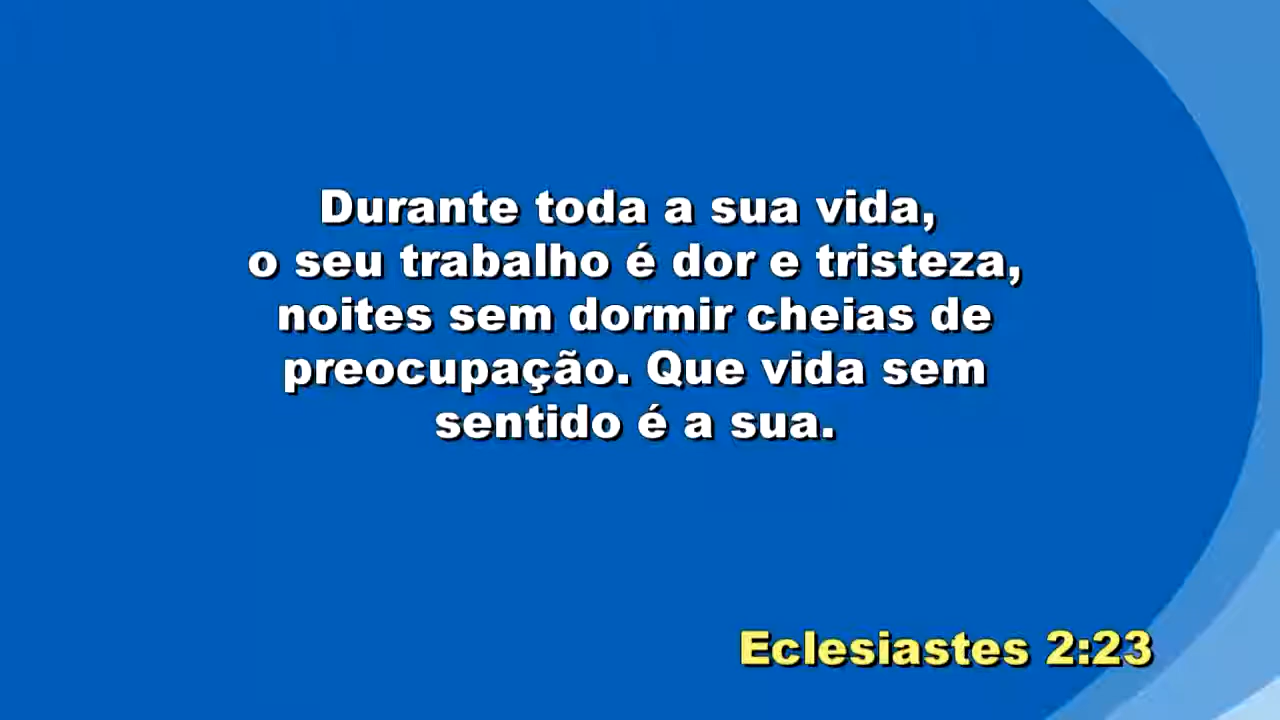 Durante toda a sua vida,
o seu trabalho é dor e tristeza,
noites sem dormir cheias de
preocupação. Que vida sem
sentido é a sua.
Eclesiastes 2:23